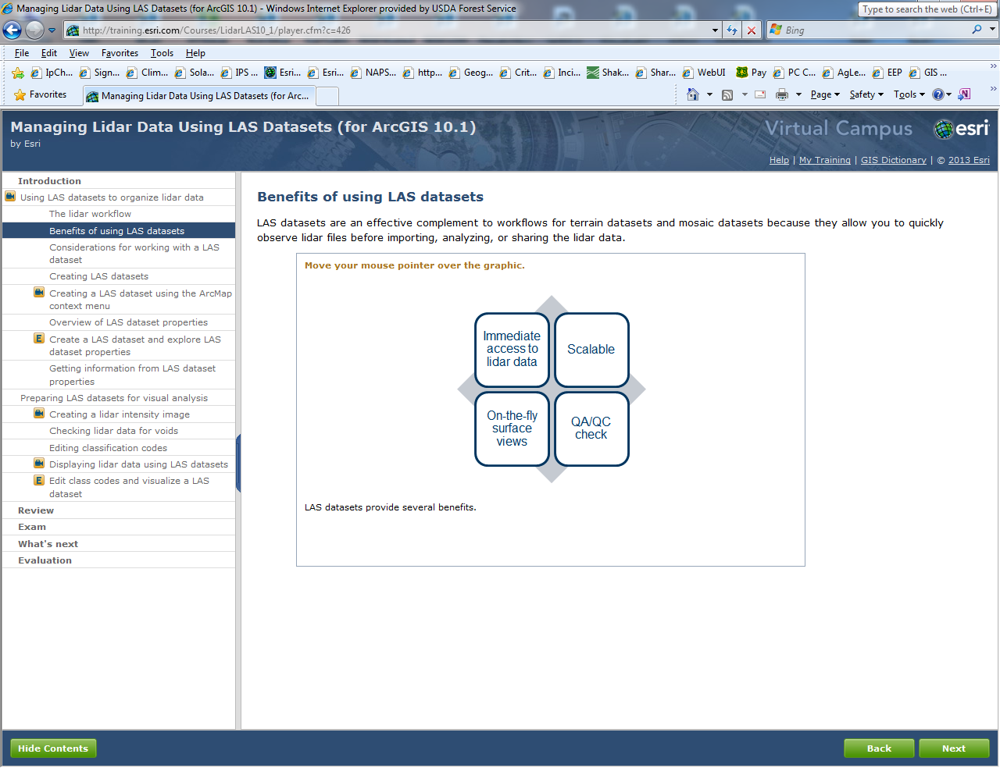 Managing Lidar Data Using LAS Datasets (for ArcGIS 10.1) - Windows Internet Explorer provided by USDA Forest Service
Type to search the web (Ctrl+E)
http://training.esri.com/Courses/LidarLAS10_1/player.cfm?c=426
Bing
File Edit View Favorites Tools Help
IpCh... Sign... Clim... Sola... IPS ... Esri... Esri... NAPS... http... Geog... Crit... Inci... Shak... Shar... WebUI Pay PC C... AgLe... EEP GIS ...
Favorites
Managing Lidar Data Using LAS Datasets (for Arc...
Page Safety Tools
Managing Lidar Data Using LAS Datasets (for ArcGIS 10.1)
by Esri
Virtual Campus
esri
Help | My Training | GIS Dictionary | © 2013 Esri
Introduction
Using LAS datasets to organize lidar data
The lidar workflow
Benefits of using LAS datasets
Considerations for working with a LAS
dataset
Creating LAS datasets
Creating a LAS dataset using the ArcMap
context menu
Overview of LAS dataset properties
E Create a LAS dataset and explore LAS
dataset properties
Getting information from LAS dataset
properties
Preparing LAS datasets for visual analysis
Creating a lidar intensity image
Checking lidar data for voids
Editing classification codes
Displaying lidar data using LAS datasets
E Edit class codes and visualize a LAS
dataset
Review
Exam
What's next
Evaluation
Benefits of using LAS datasets
LAS datasets are an effective complement to workflows for terrain datasets and mosaic datasets because they allow you to quickly
observe lidar files before importing, analyzing, or sharing the lidar data.
Move your mouse pointer over the graphic.
Immediate
access to
lidar data
Scalable
On-the-fly
surface
views
QA/QC
check
LAS datasets provide several benefits.
Hide Contents
Back
Next